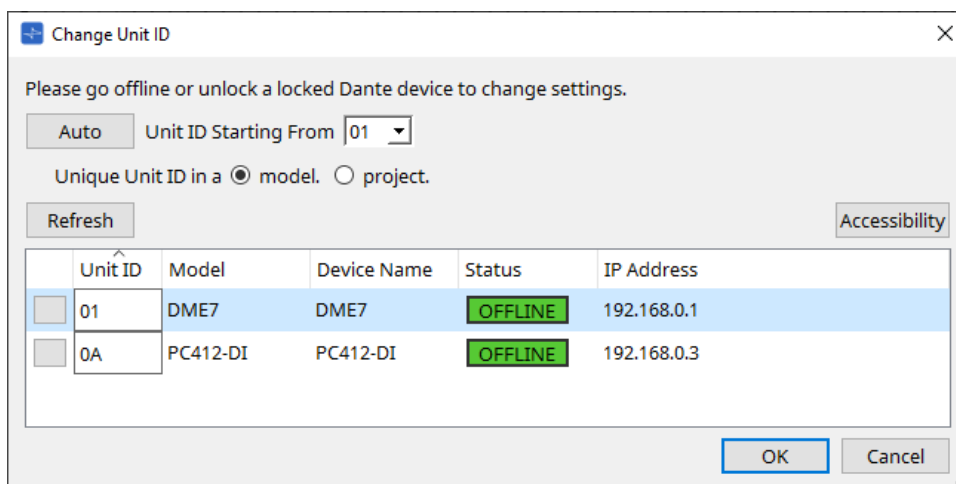 Change Unit ID
Please go offline or unlock a locked Dante device to change settings.
Auto Unit ID Starting From 01
Unique Unit ID in a model. project.
Refresh Accessibility
Unit ID Model Device Name Status IP Address
01 DME7 DME7 OFFLINE 192.168.0.1
0A PC412-DI PC412-DI OFFLINE 192.168.0.3
OK Cancel